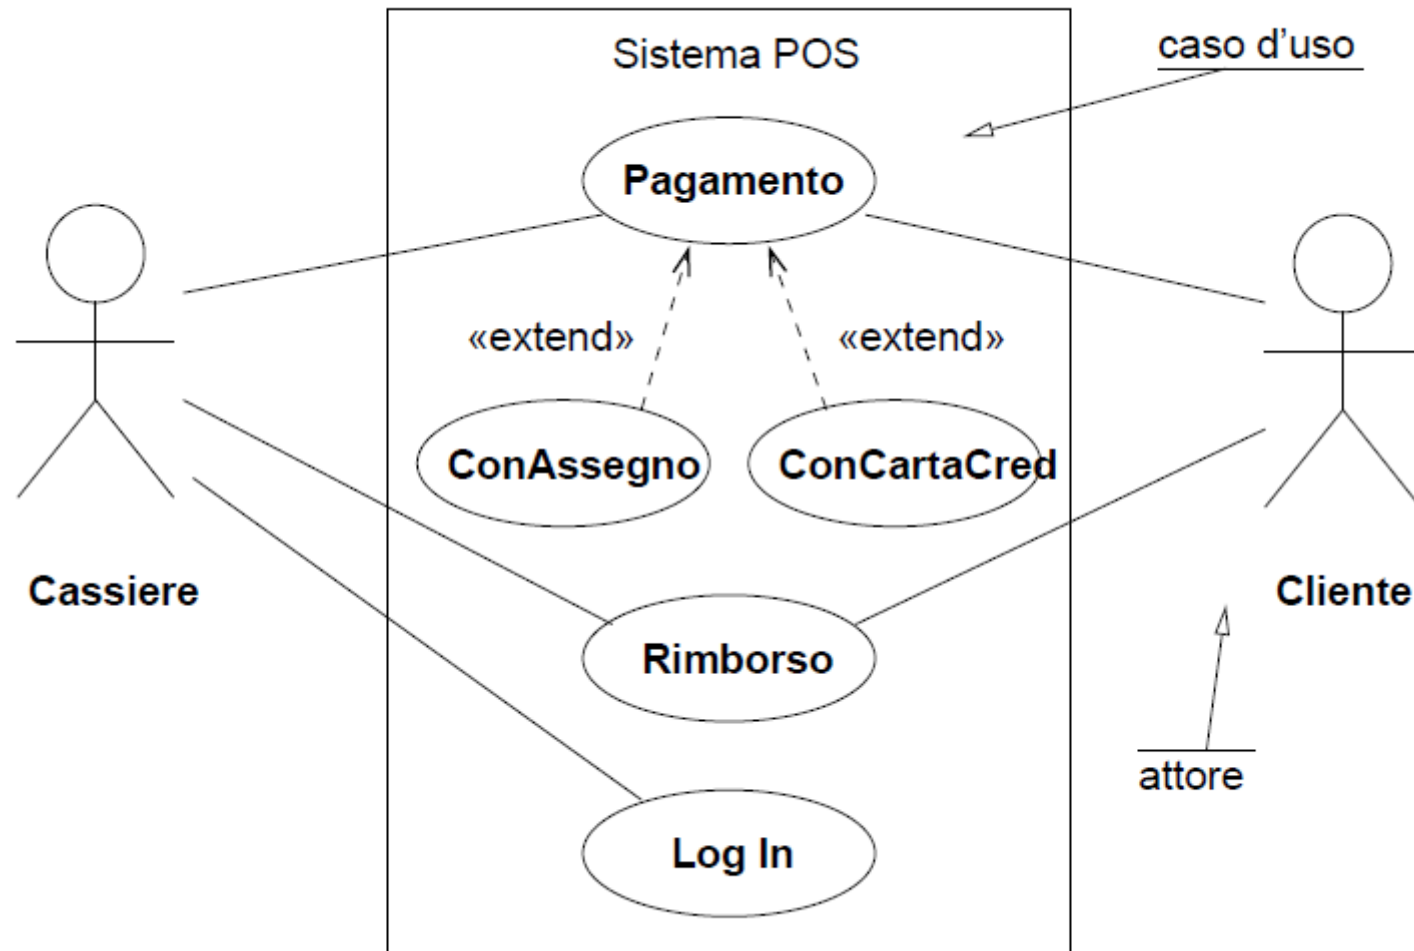 Sistema POS
caso d'uso
Pagamento
«extend»
«extend»
ConAssegno
ConCartaCred
Cassiere
Cliente
Rimborso
attore
Log In